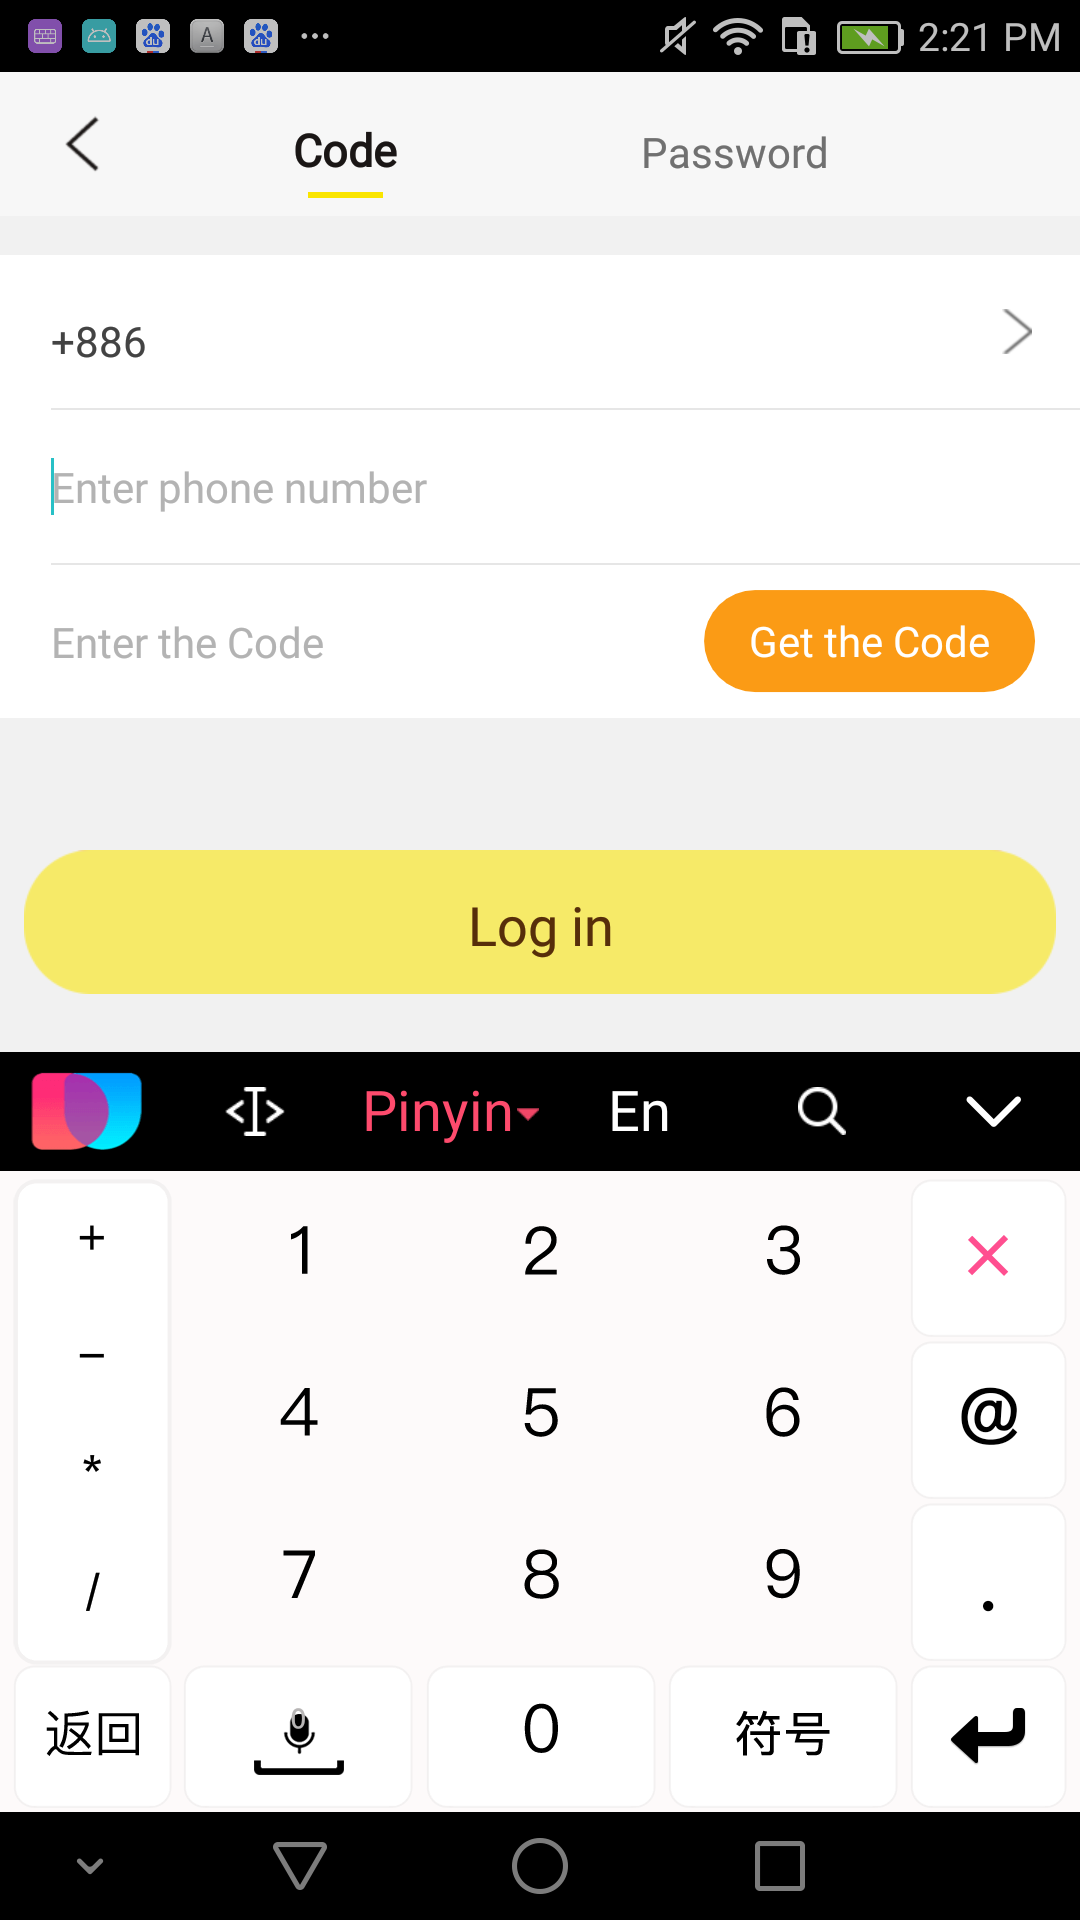 2:21 PM
Code Password
+886
Enter phone number
Enter the Code Get the Code
Log in
Pinyin En
+ 1 2 3
− 4 5 6 @
* 7 8 9 .
/
返回 0 符号